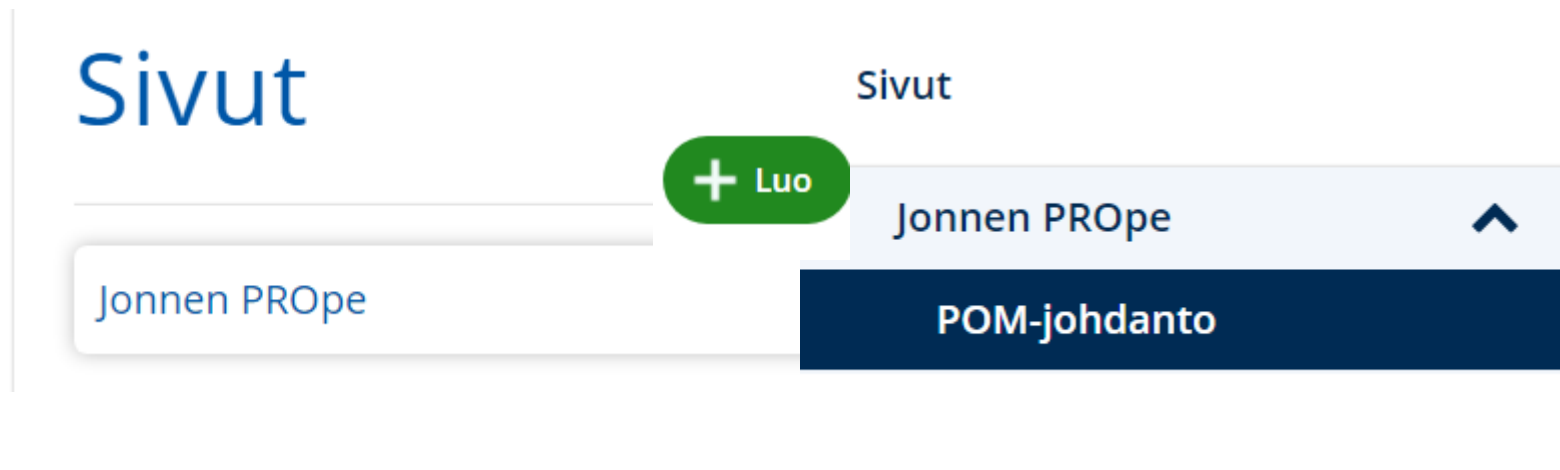 Sivut
Luo
Jonnen PROpe
Sivut
Jonnen PROpe
POM-johdanto